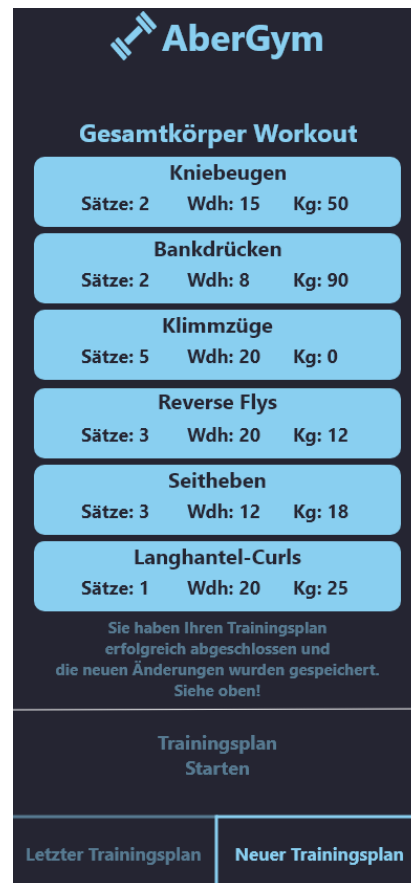 AberGym
Gesamtkörper Workout
Kniebeugen
Sätze: 2 Wdh: 15 Kg: 50
Bankdrücken
Sätze: 2 Wdh: 8 Kg: 90
Klimmzüge
Sätze: 5 Wdh: 20 Kg: 0
Reverse Flys
Sätze: 3 Wdh: 20 Kg: 12
Seitheben
Sätze: 3 Wdh: 12 Kg: 18
Langhantel-Curls
Sätze: 1 Wdh: 20 Kg: 25
Sie haben Ihren Trainingsplan
erfolgreich abgeschlossen und
die neuen Änderungen wurden gespeichert.
Siehe oben!
Trainingsplan
Starten
Letzter Trainingsplan Neuer Trainingsplan